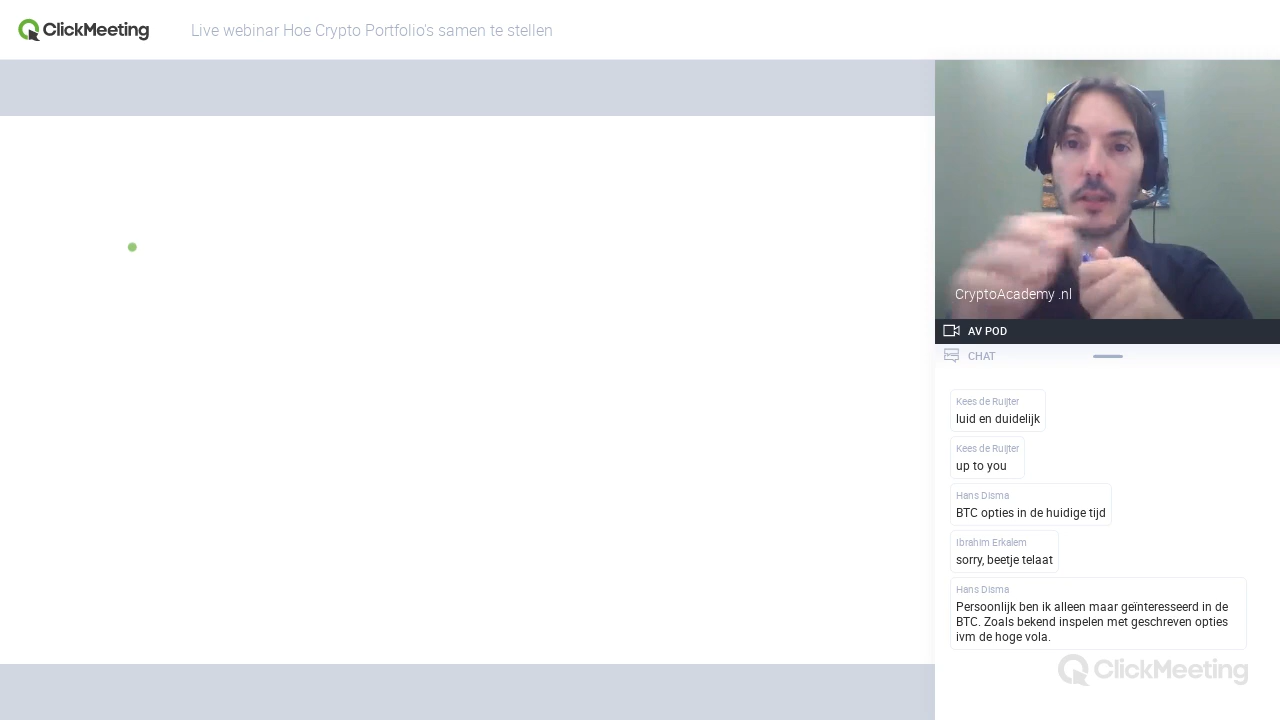 ClickMeeting
Live webinar Hoe Crypto Portfolio's samen te stellen
CryptoAcademy .nl
AV POD
CHAT
Kees de Ruijter
luid en duidelijk
Kees de Ruijter
up to you
Hans Disma
BTC opties in de huidige tijd
Ibrahim Erkalem
sorry, beetje telaat
Hans Disma
Persoonlijk ben ik alleen maar geïnteresseerd in de
BTC. Zoals bekend inspelen met geschreven opties
ivm de hoge vola.
ClickMeeting